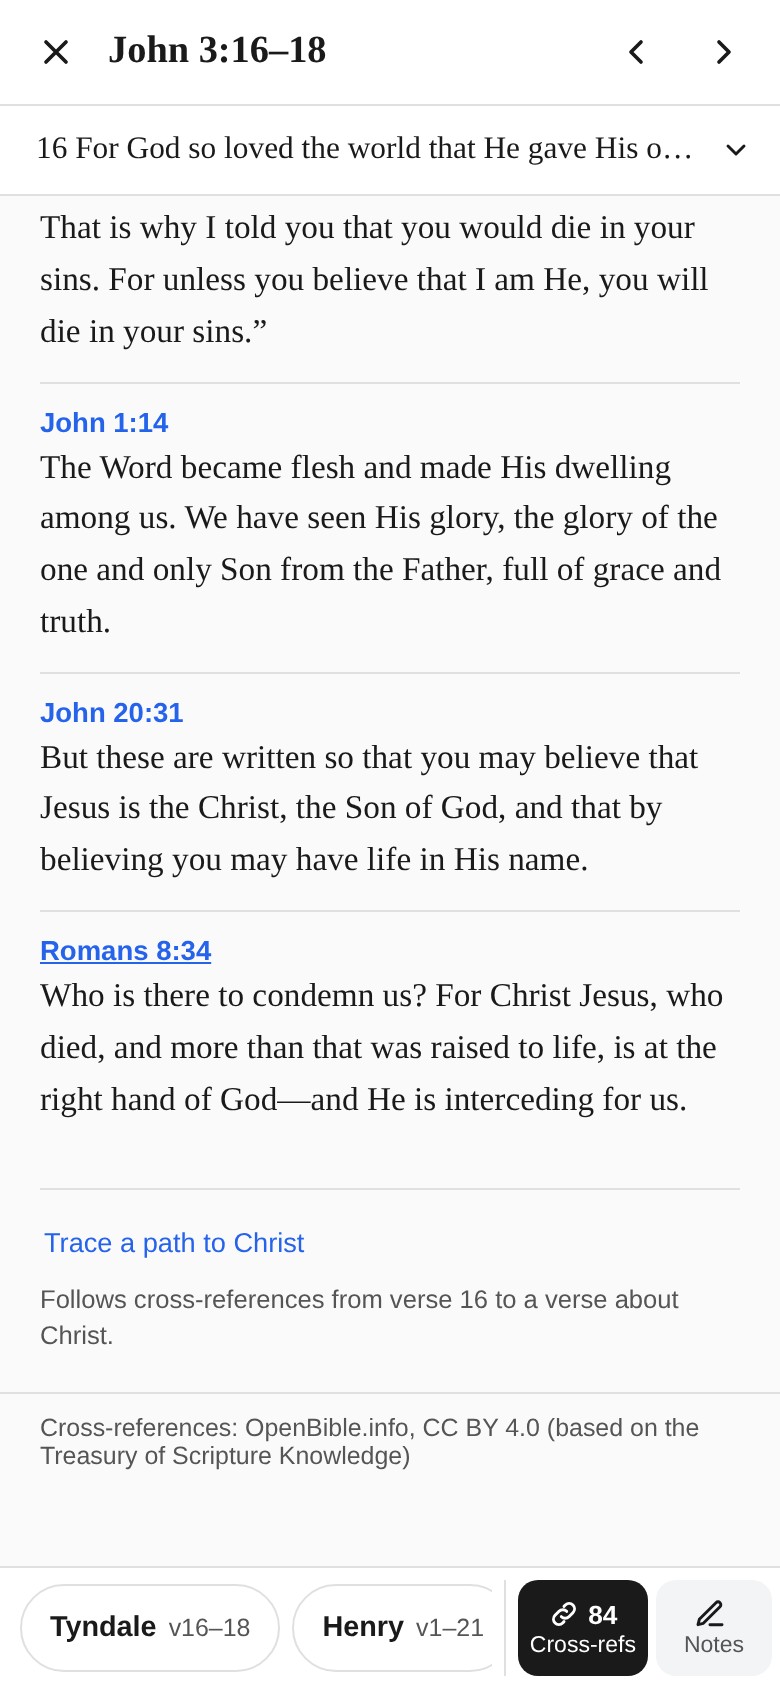 John 3:16–18
16 For God so loved the world that He gave His o…
That is why I told you that you would die in your
sins. For unless you believe that I am He, you will
die in your sins.”
John 1:14
The Word became flesh and made His dwelling
among us. We have seen His glory, the glory of the
one and only Son from the Father, full of grace and
truth.
John 20:31
But these are written so that you may believe that
Jesus is the Christ, the Son of God, and that by
believing you may have life in His name.
Romans 8:34
Who is there to condemn us? For Christ Jesus, who
died, and more than that was raised to life, is at the
right hand of God—and He is interceding for us.
Trace a path to Christ
Follows cross-references from verse 16 to a verse about
Christ.
Cross-references: OpenBible.info, CC BY 4.0 (based on the
Treasury of Scripture Knowledge)
Tyndale v16–18
Henry v1–21
84
Cross-refs
Notes